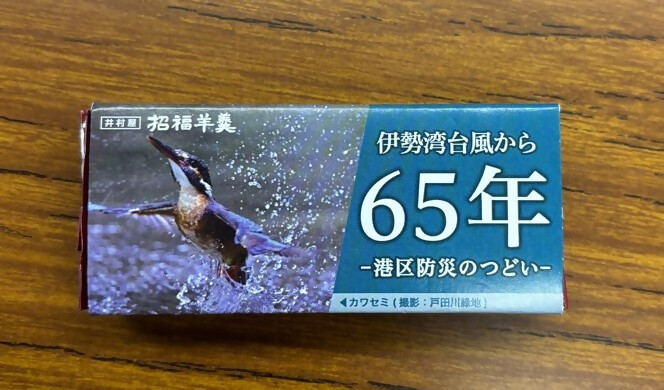 井村屋 招福羊羹
伊勢湾台風から
65年
-港区防災のつどい-
◀カワセミ(撮影:戸田川緑地)